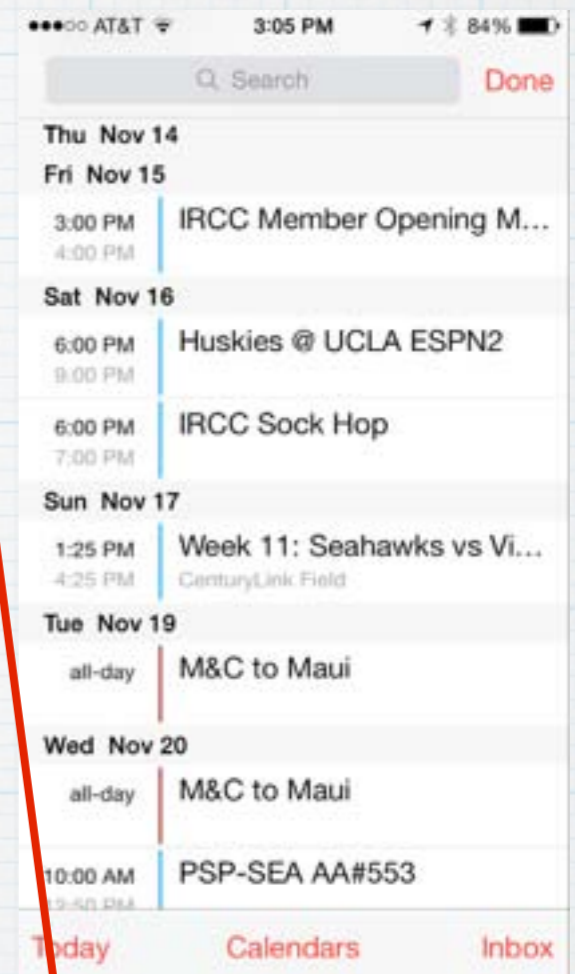 AT&T 3:05 PM 84%
Search Done
Thu Nov 14
Fri Nov 15
3:00 PM IRCC Member Opening M...
4:00 PM
Sat Nov 16
6:00 PM Huskies @ UCLA ESPN2
9:00 PM
6:00 PM IRCC Sock Hop
7:00 PM
Sun Nov 17
1:25 PM Week 11: Seahawks vs Vi...
4:25 PM CenturyLink Field
Tue Nov 19
all-day M&C to Maui
Wed Nov 20
all-day M&C to Maui
10:00 AM PSP-SEA AA#553
12:50 PM
Today Calendars Inbox